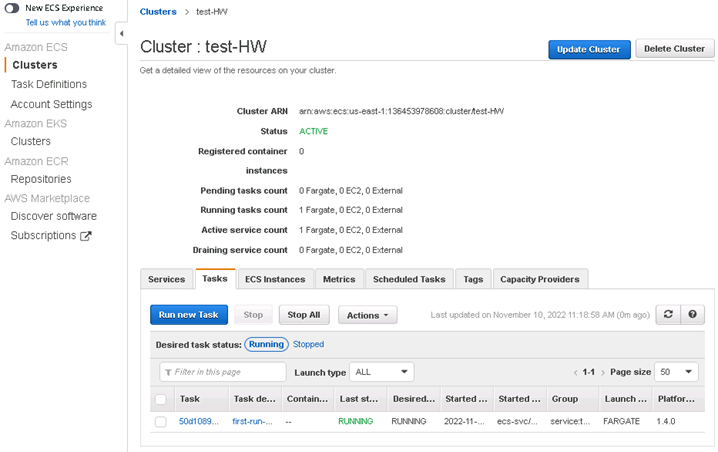 New ECS Experience
Tell us what you think
Amazon ECS
Clusters
Task Definitions
Account Settings
Amazon EKS
Clusters
Amazon ECR
Repositories
AWS Marketplace
Discover software
Subscriptions
Clusters > test-HW
Cluster : test-HW
Update Cluster Delete Cluster
Get a detailed view of the resources on your cluster.
Cluster ARN arn:aws:ecs:us-east-1:136453978608:cluster/test-HW
Status ACTIVE
Registered container 0
instances
Pending tasks count 0 Fargate, 0 EC2, 0 External
Running tasks count 1 Fargate, 0 EC2, 0 External
Active service count 1 Fargate, 0 EC2, 0 External
Draining service count 0 Fargate, 0 EC2, 0 External
Services Tasks ECS Instances Metrics Scheduled Tasks Tags Capacity Providers
Run new Task Stop Stop All Actions Last updated on November 10, 2022 11:18:58 AM (0m ago)
Desired task status: Running Stopped
Filter in this page Launch type ALL < 1-1 > Page size 50
Task Task de... Contain... Last st... Desired... Started ... Started ... Group Launch ... Platfor...
50d1089... first-run-... -- RUNNING RUNNING 2022-11-... ecs-svc/... service:t... FARGATE 1.4.0